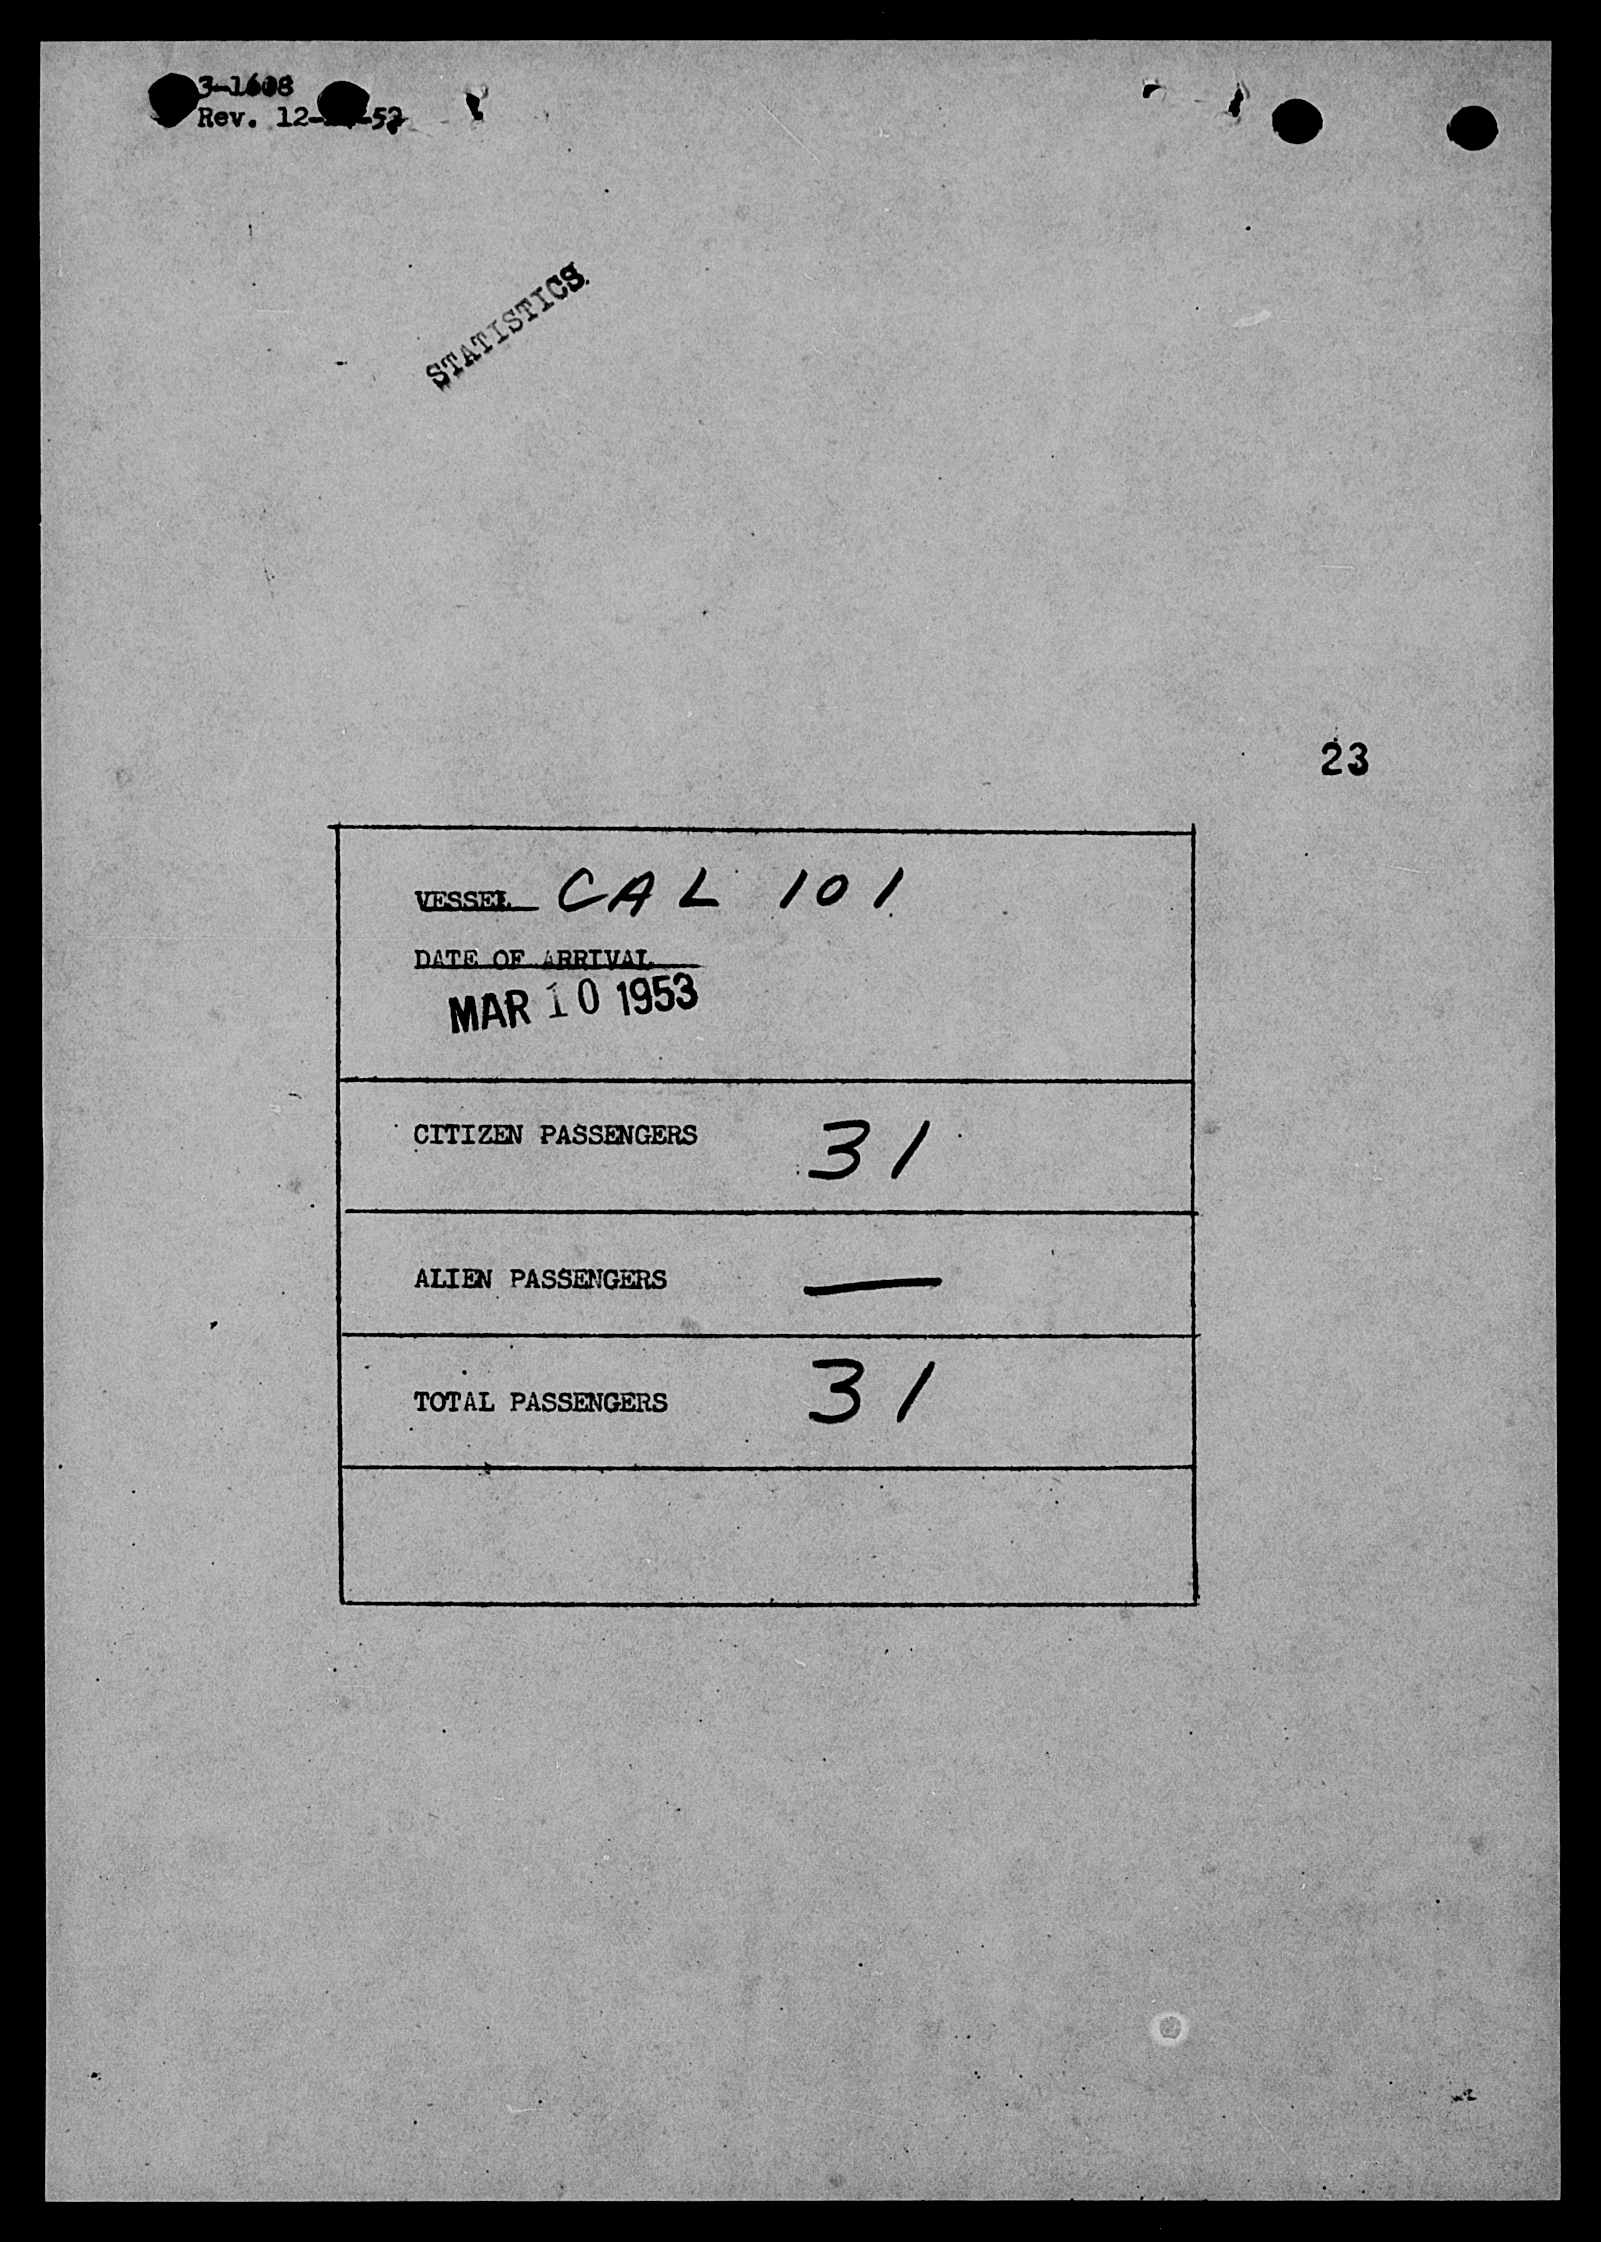 3-1608
Rev. 12-
STATISTICS
23
VESSEL CAL 101
DATE OF ARRIVAL
MAR 10 1953
CITIZEN PASSENGERS 31
ALIEN PASSENGERS —
TOTAL PASSENGERS 31